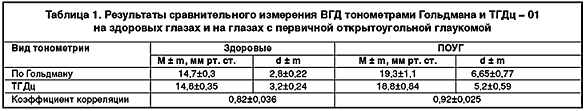 Таблица 1. Результаты сравнительного измерения ВГД тонометрами Гольдмана и ТГДц – 01
на здоровых глазах и на глазах с первичной открытоугольной глаукомой
Вид тонометрии Здоровые ПОУГ
M ± m, мм рт. ст. d ± m M ± m, мм рт. ст. d ± m
По Гольдману 14,7±0,3 2,8±0,22 19,3±1,1 6,65±0,77
ТГДц 14,8±0,35 3,2±0,24 18,8±0,84 5,2±0,59
Коэффициент корреляции 0,82±0,036 0,92±0,025